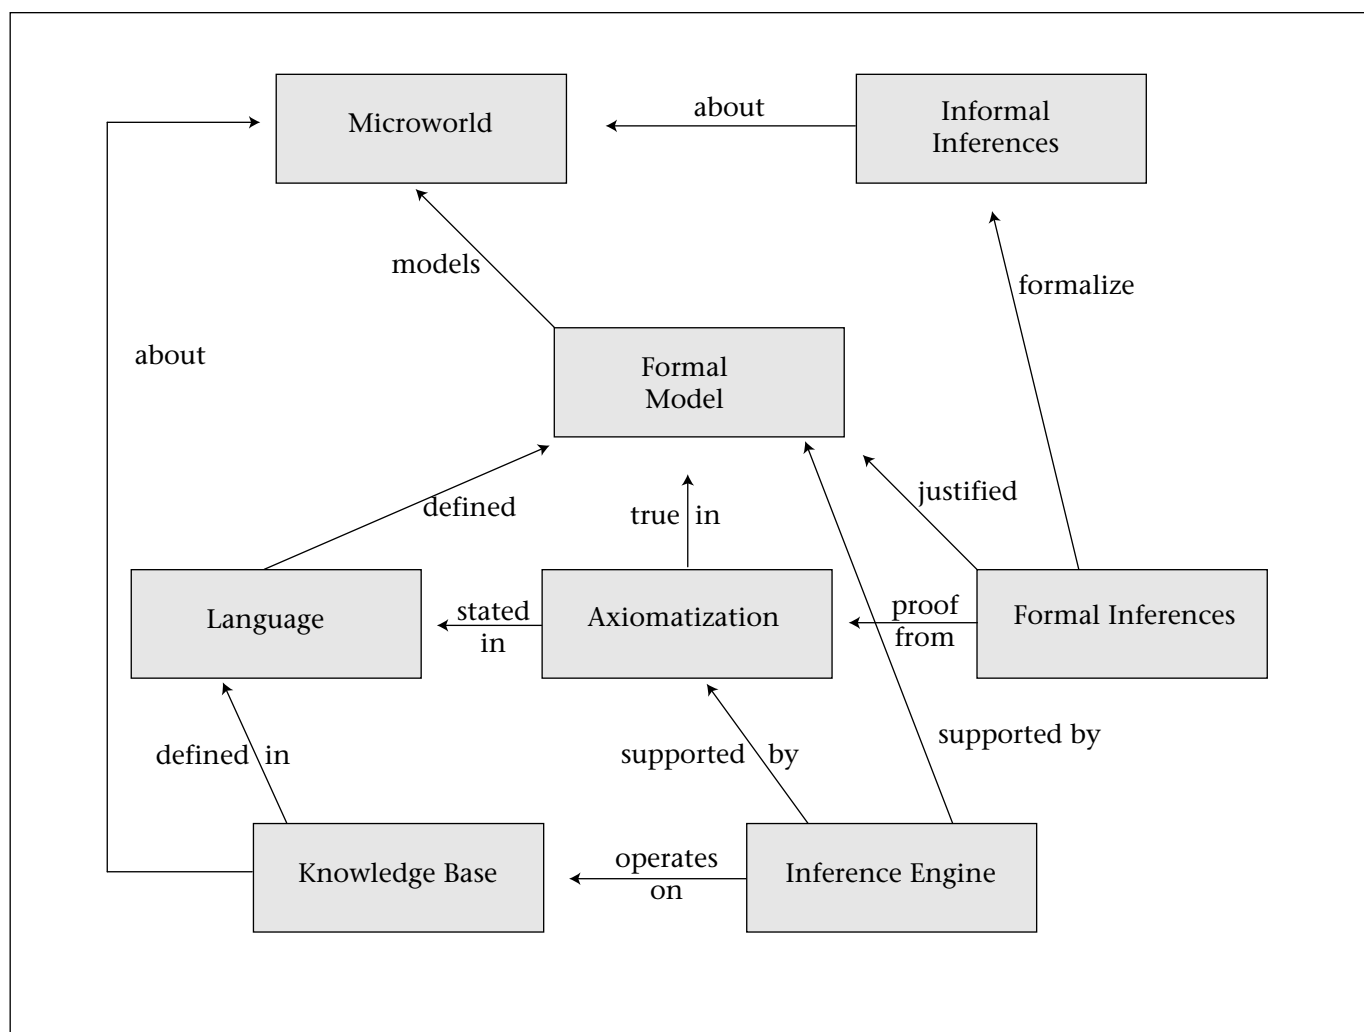 Microworld
about
Informal
Inferences
models
formalize
about
Formal
Model
defined
true in
justified
Language
stated
in
Axiomatization
proof
from
Formal Inferences
defined in
supported by
supported by
Knowledge Base
operates
on
Inference Engine